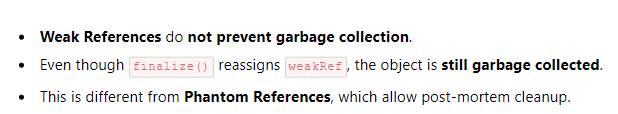 Weak References do not prevent garbage collection.
Even though finalize() reassigns weakRef, the object is still garbage collected.
This is different from Phantom References, which allow post-mortem cleanup.